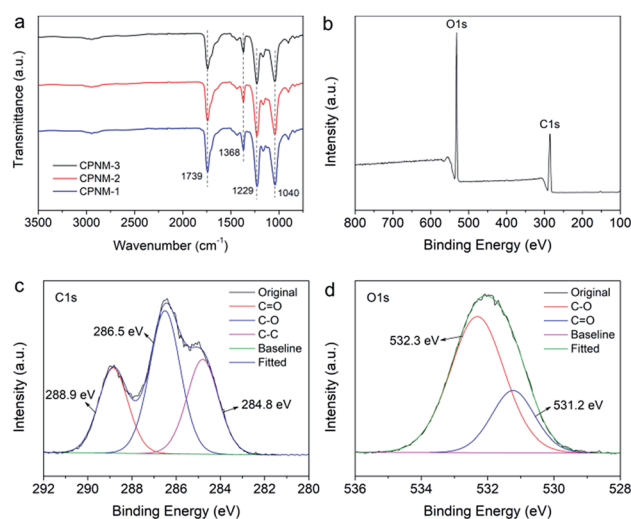 a
Transmittance (a.u.)
CPNM-3
CPNM-2
CPNM-1
1739
1368
1229
1040
3500 3000 2500 2000 1500 1000
Wavenumber (cm⁻¹)
b
Intensity (a.u.)
O1s
C1s
800 700 600 500 400 300 200 100
Binding Energy (eV)
c
C1s
Intensity (a.u.)
Original
C=O
C-O
C-C
Baseline
Fitted
286.5 eV
288.9 eV
284.8 eV
292 290 288 286 284 282 280
Binding Energy (eV)
d
O1s
Intensity (a.u.)
Original
C-O
C=O
Baseline
Fitted
532.3 eV
531.2 eV
536 534 532 530 528
Binding Energy (eV)